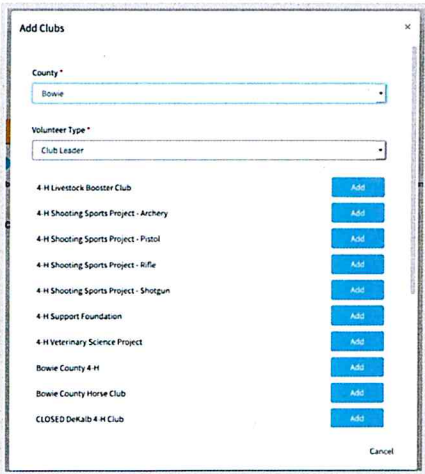 Add Clubs ×
County *
Bowie
Volunteer Type *
Club Leader
4-H Livestock Booster Club Add
4-H Shooting Sports Project - Archery Add
4-H Shooting Sports Project - Pistol Add
4-H Shooting Sports Project - Rifle Add
4-H Shooting Sports Project - Shotgun Add
4-H Support Foundation Add
4-H Veterinary Science Project Add
Bowie County 4-H Add
Bowie County Horse Club Add
CLOSED DeKalb 4-H Club Add
Cancel